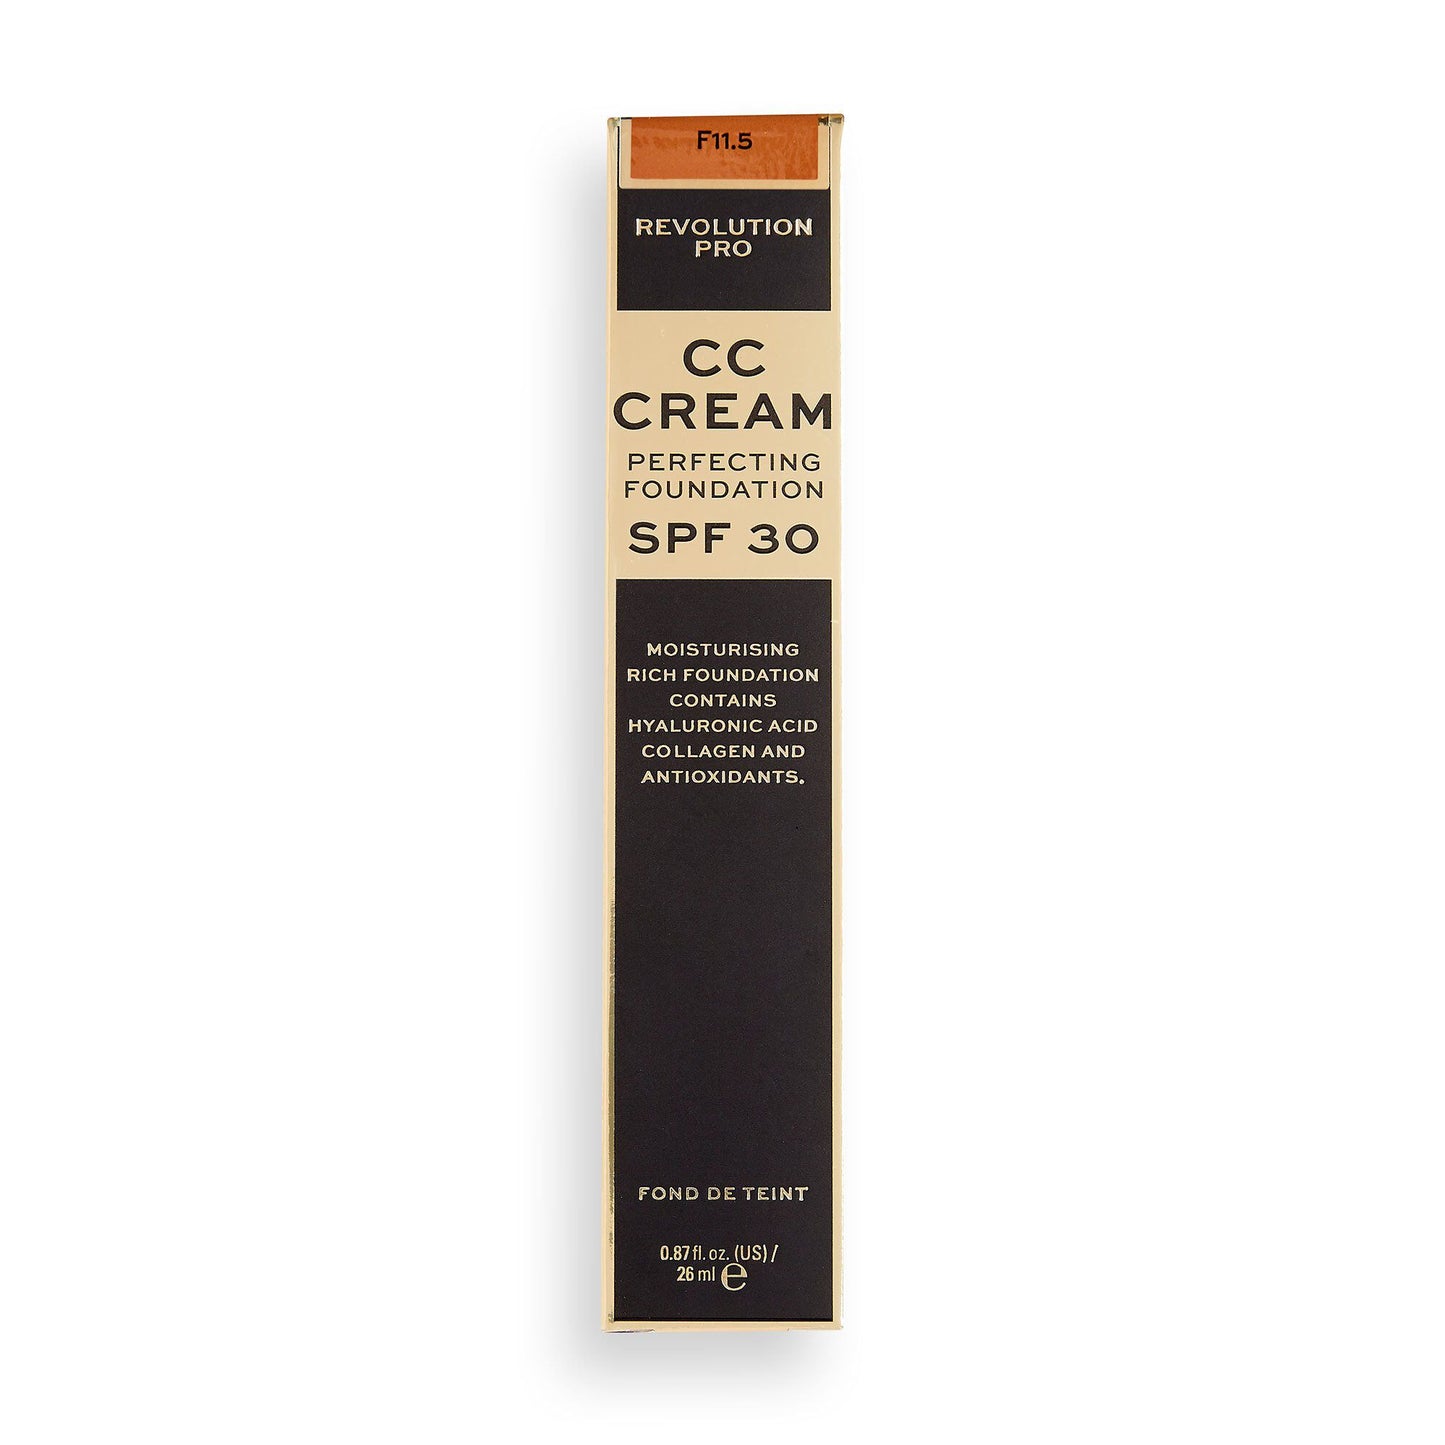 F11.5
REVOLUTION
PRO
CC
CREAM
PERFECTING
FOUNDATION
SPF 30
MOISTURISING
RICH FOUNDATION
CONTAINS
HYALURONIC ACID
COLLAGEN AND
ANTIOXIDANTS.
FOND DE TEINT
0.87 fl. oz. (US) /
26 ml ℮